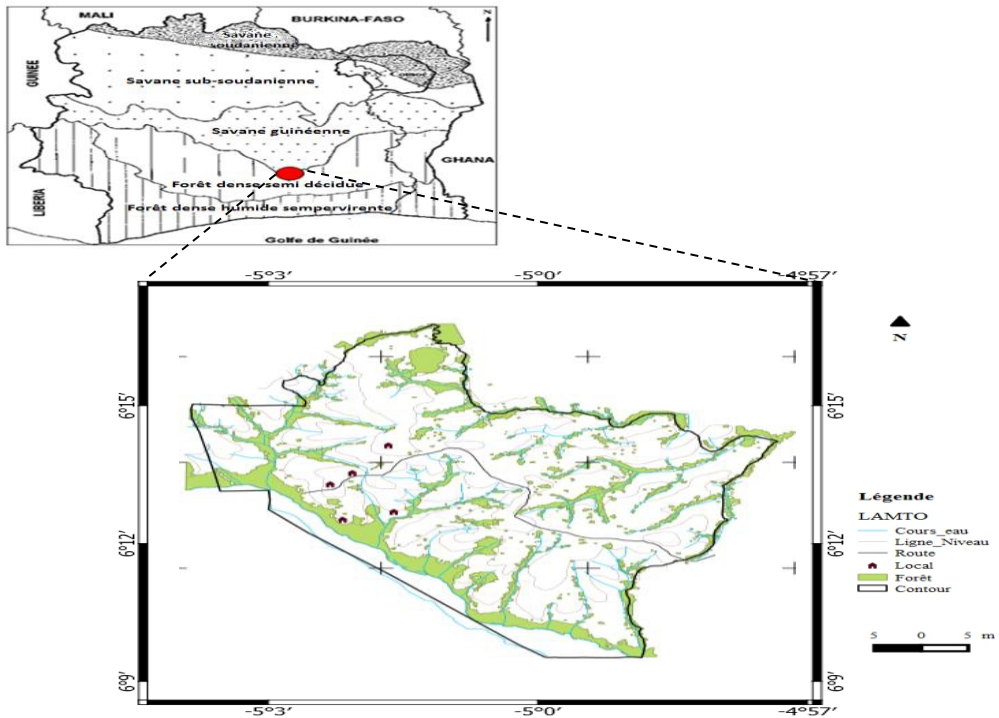 MALI
BURKINA-FASO
N
Savane
soudanienne
GUINEE
Savane sub-soudanienne
Savane guinéenne
GHANA
Forêt dense semi décidue
LIBERIA
Forêt dense humide sempervirente
Golfe de Guinée
-5°3′ -5°0′ -4°57′
N
6°15′ 6°15′
Légende
LAMTO
Cours_eau
Ligne_Niveau
Route
Local
Forêt
Contour
6°12′ 6°12′
5 0 5 m
6°9′ 6°9′
-5°3′ -5°0′ -4°57′